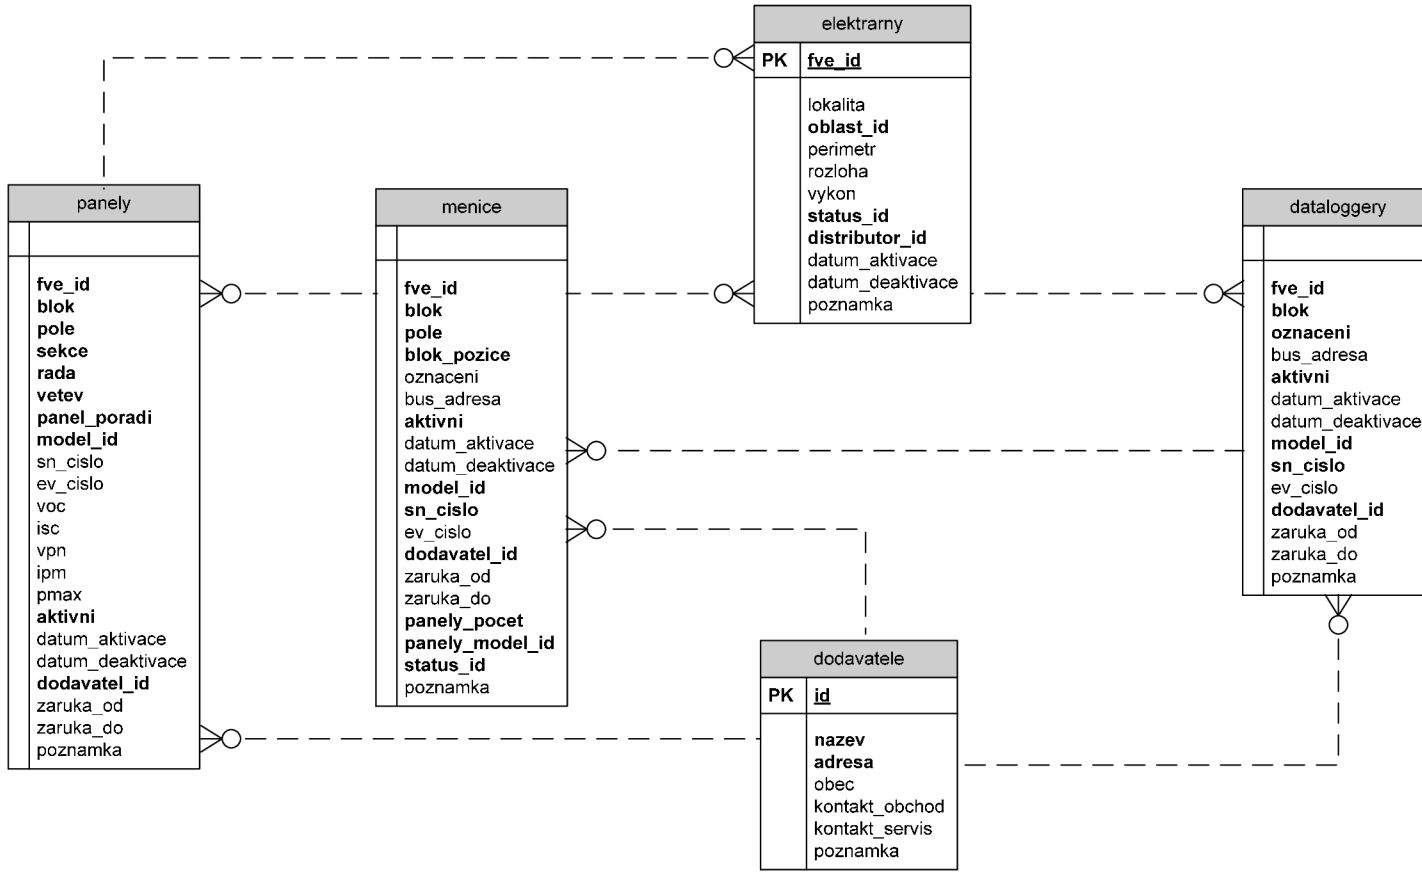 elektrarny
PK fve_id
lokalita
oblast_id
perimetr
rozloha
vykon
status_id
distributor_id
datum_aktivace
datum_deaktivace
poznamka
panely
fve_id
blok
pole
sekce
rada
vetev
panel_poradi
model_id
sn_cislo
ev_cislo
voc
isc
vpn
ipm
pmax
aktivni
datum_aktivace
datum_deaktivace
dodavatel_id
zaruka_od
zaruka_do
poznamka
menice
fve_id
blok
pole
blok_pozice
oznaceni
bus_adresa
aktivni
datum_aktivace
datum_deaktivace
model_id
sn_cislo
ev_cislo
dodavatel_id
zaruka_od
zaruka_do
panely_pocet
panely_model_id
status_id
poznamka
dataloggery
fve_id
blok
oznaceni
bus_adresa
aktivni
datum_aktivace
datum_deaktivace
model_id
sn_cislo
ev_cislo
dodavatel_id
zaruka_od
zaruka_do
poznamka
dodavatele
PK id
nazev
adresa
obec
kontakt_obchod
kontakt_servis
poznamka